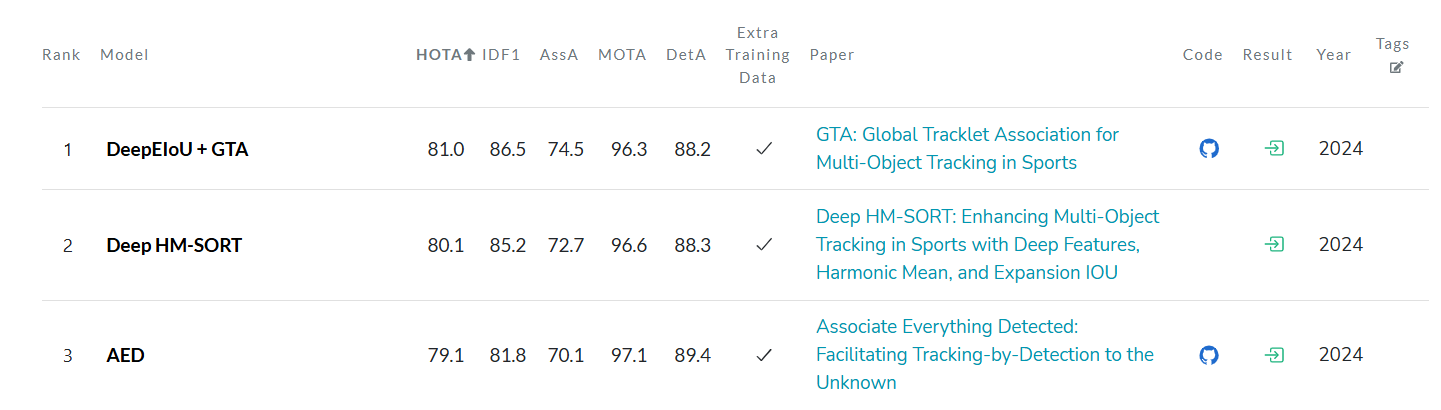 Rank Model HOTA IDF1 AssA MOTA DetA Extra Training Data Paper Code Result Year Tags
1 DeepEIoU + GTA 81.0 86.5 74.5 96.3 88.2 ✓ GTA: Global Tracklet Association for
Multi-Object Tracking in Sports 2024
2 Deep HM-SORT 80.1 85.2 72.7 96.6 88.3 ✓ Deep HM-SORT: Enhancing Multi-Object
Tracking in Sports with Deep Features,
Harmonic Mean, and Expansion IOU 2024
3 AED 79.1 81.8 70.1 97.1 89.4 ✓ Associate Everything Detected:
Facilitating Tracking-by-Detection to the
Unknown 2024